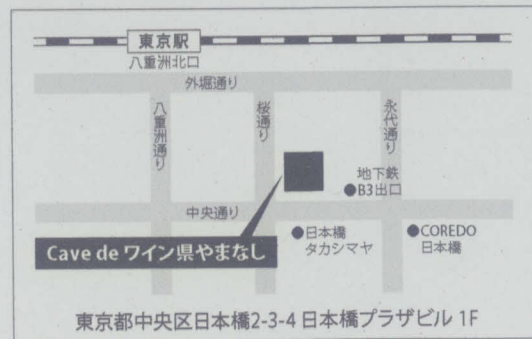 東京駅
八重洲北口
外堀通り
八重洲通り
桜通り
永代通り
地下鉄
●B3出口
中央通り
Cave de ワイン県やまなし
●日本橋
タカシマヤ
●COREDO
日本橋
東京都中央区日本橋2-3-4 日本橋プラザビル 1F